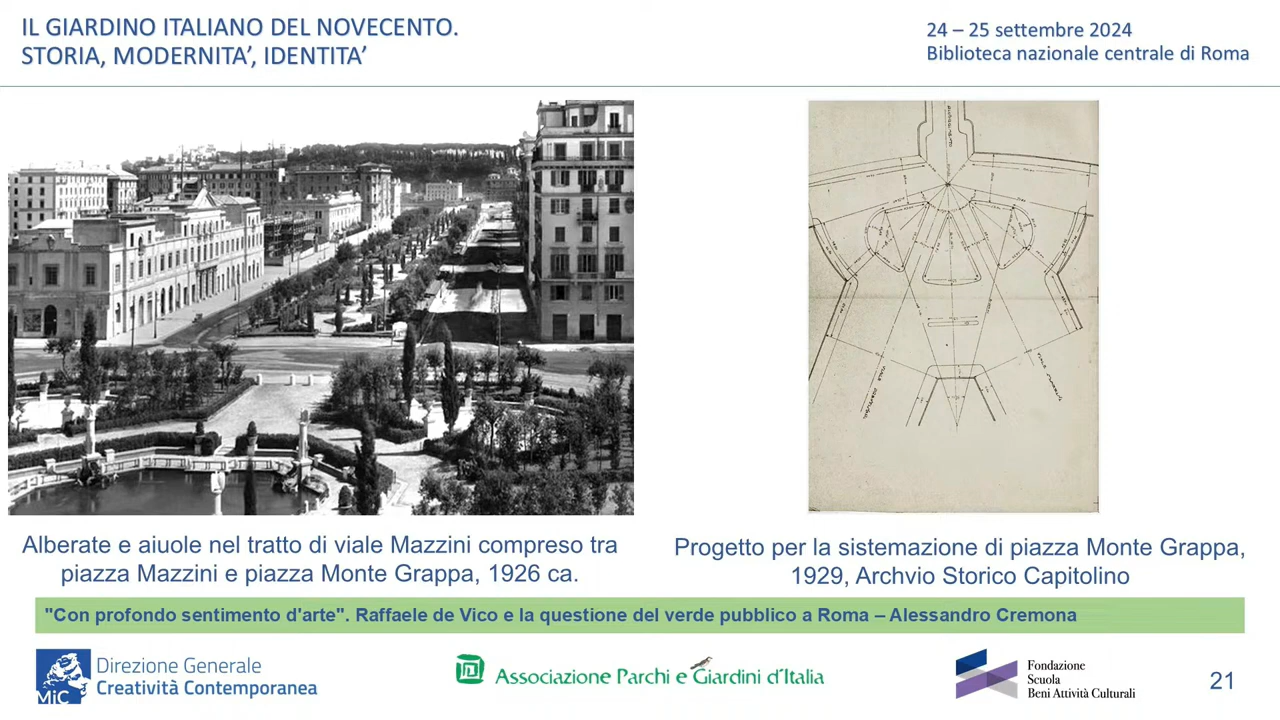 IL GIARDINO ITALIANO DEL NOVECENTO.
STORIA, MODERNITA’, IDENTITA’
24 – 25 settembre 2024
Biblioteca nazionale centrale di Roma
Alberate e aiuole nel tratto di viale Mazzini compreso tra
piazza Mazzini e piazza Monte Grappa, 1926 ca.
Progetto per la sistemazione di piazza Monte Grappa,
1929, Archvio Storico Capitolino
"Con profondo sentimento d'arte". Raffaele de Vico e la questione del verde pubblico a Roma – Alessandro Cremona
MiC
Direzione Generale
Creatività Contemporanea
Associazione Parchi e Giardini d'Italia
Fondazione
Scuola
Beni Attività Culturali
21